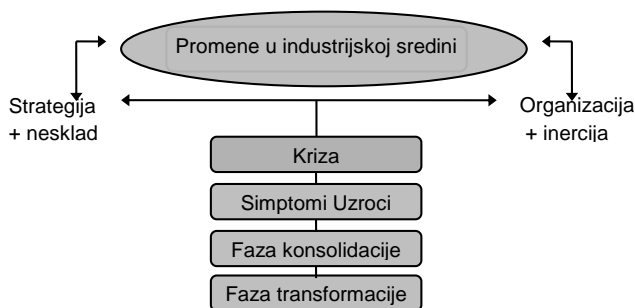 Promene u industrijskoj sredini
Strategija
+ nesklad
Organizacija
+ inercija
Kriza
Simptomi Uzroci
Faza konsolidacije
Faza transformacije